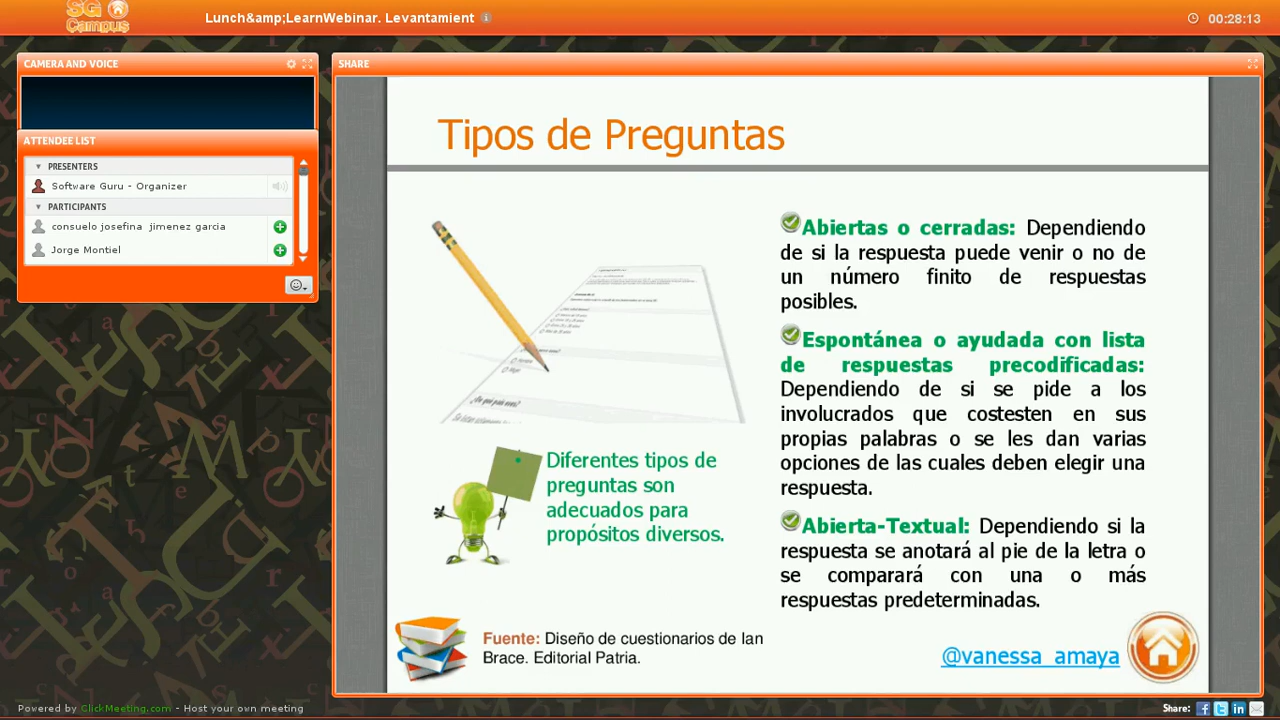 SG Campus
Lunch&amp;LearnWebinar. Levantamient
00:28:13
CAMERA AND VOICE
ATTENDEE LIST
PRESENTERS
Software Guru - Organizer
PARTICIPANTS
consuelo josefina jimenez garcia
Jorge Montiel
SHARE
Tipos de Preguntas
Diferentes tipos de
preguntas son
adecuados para
propósitos diversos.
Abiertas o cerradas: Dependiendo
de si la respuesta puede venir o no de
un número finito de respuestas
posibles.
Espontánea o ayudada con lista
de respuestas precodificadas:
Dependiendo de si se pide a los
involucrados que costesten en sus
propias palabras o se les dan varias
opciones de las cuales deben elegir una
respuesta.
Abierta-Textual: Dependiendo si la
respuesta se anotará al pie de la letra o
se comparará con una o más
respuestas predeterminadas.
Fuente: Diseño de cuestionarios de Ian
Brace. Editorial Patria.
@vanessa_amaya
Powered by ClickMeeting.com - Host your own meeting
Share: